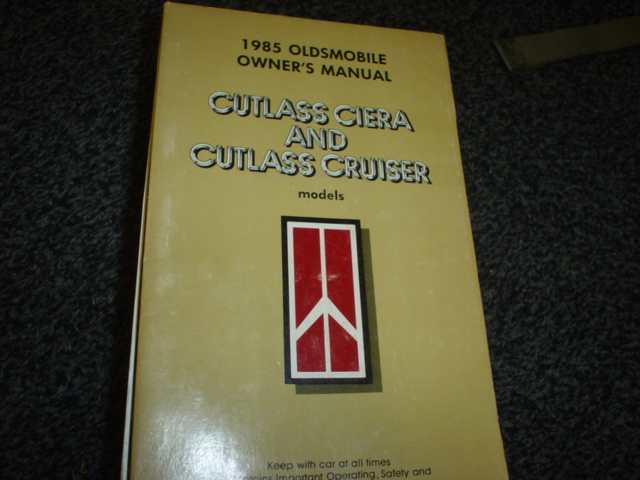 1985 OLDSMOBILE
OWNER'S MANUAL
CUTLASS CIERA
AND
CUTLASS CRUISER
models
Keep with car at all times
Important Operating, Safety and